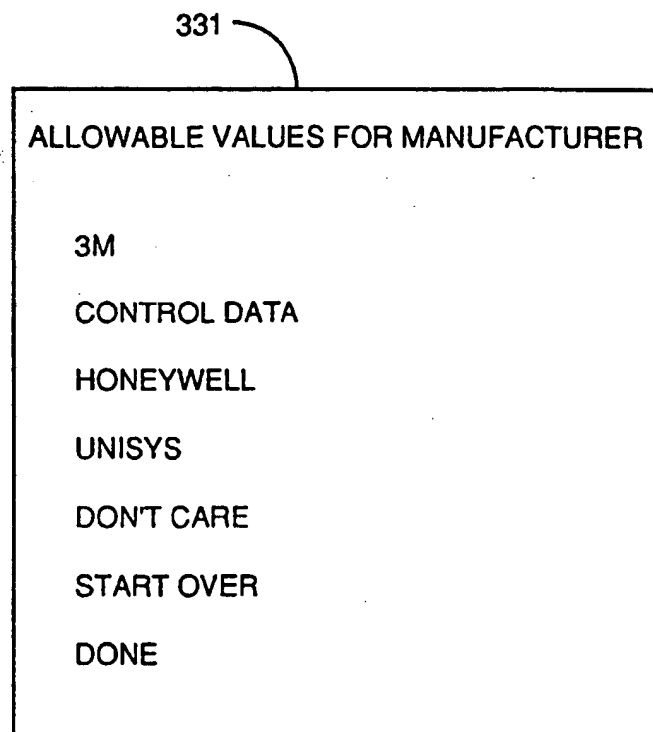 331
ALLOWABLE VALUES FOR MANUFACTURER
3M
CONTROL DATA
HONEYWELL
UNISYS
DON'T CARE
START OVER
DONE